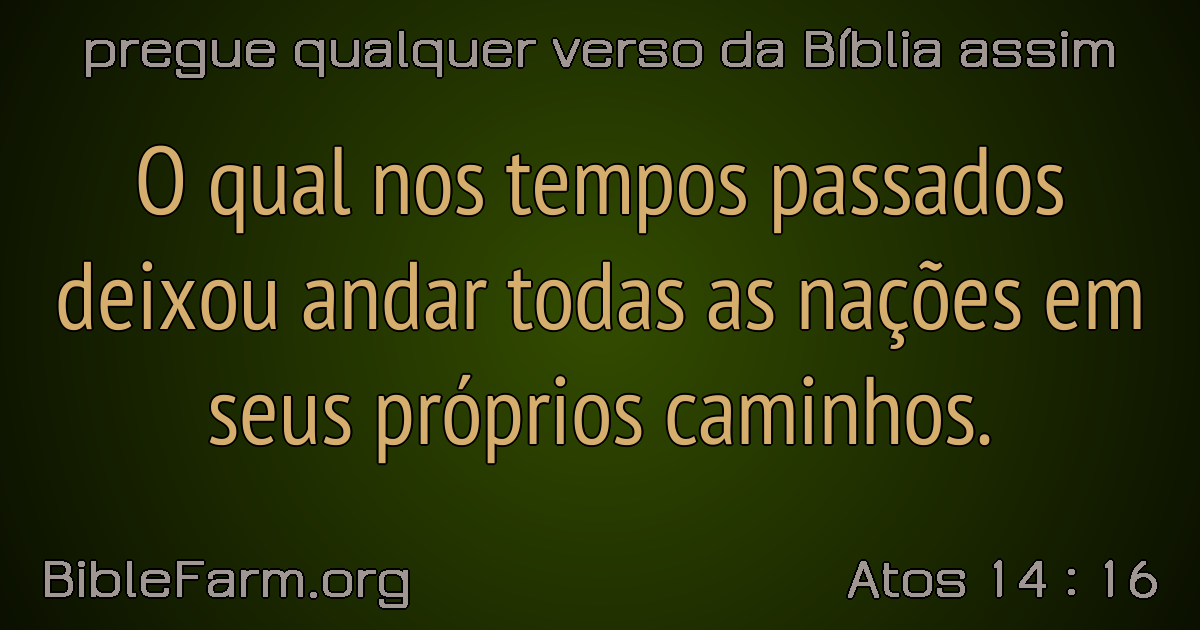 pregue qualquer verso da Bíblia assim
O qual nos tempos passados
deixou andar todas as nações em
seus próprios caminhos.
BibleFarm.org
Atos 14 : 16